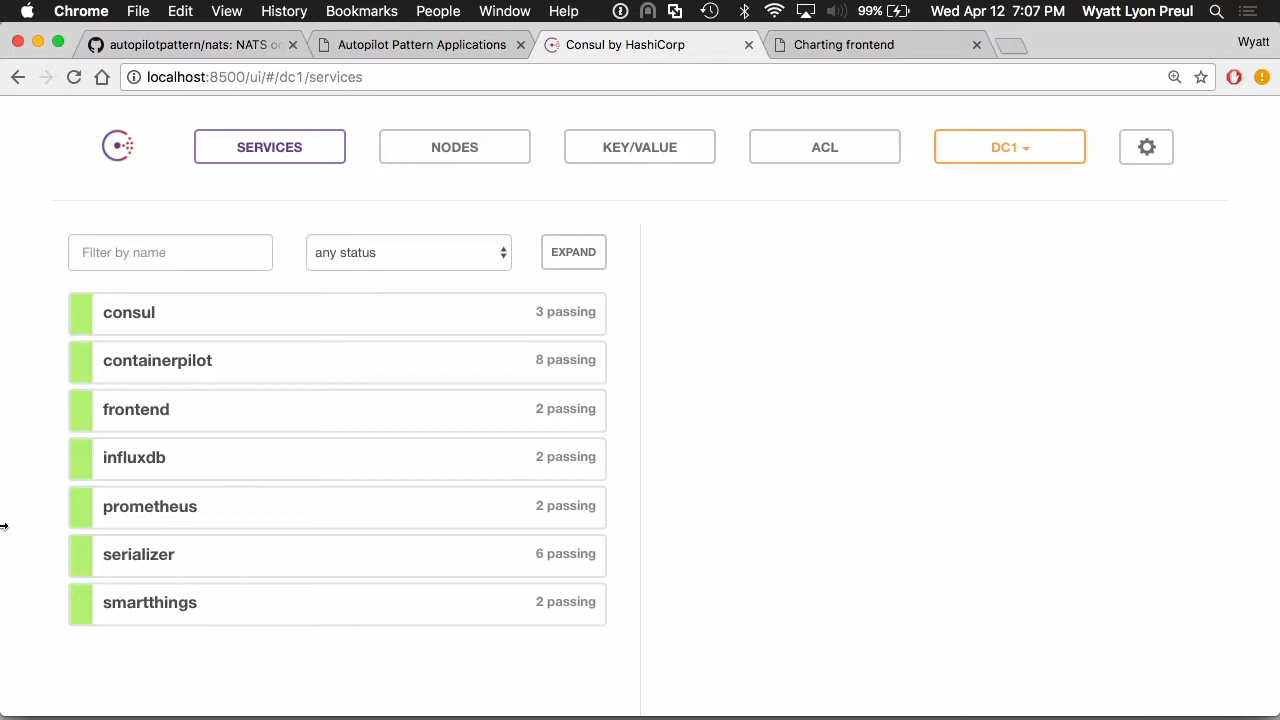 Chrome File Edit View History Bookmarks People Window Help 99% Wed Apr 12 7:07 PM Wyatt Lyon Preul
autopilotpattern/nats: NATS on Autopilot Pattern Applications Consul by HashiCorp Charting frontend Wyatt
localhost:8500/ui/#/dc1/services
SERVICES NODES KEY/VALUE ACL DC1
Filter by name any status EXPAND
consul 3 passing
containerpilot 8 passing
frontend 2 passing
influxdb 2 passing
prometheus 2 passing
serializer 6 passing
smartthings 2 passing